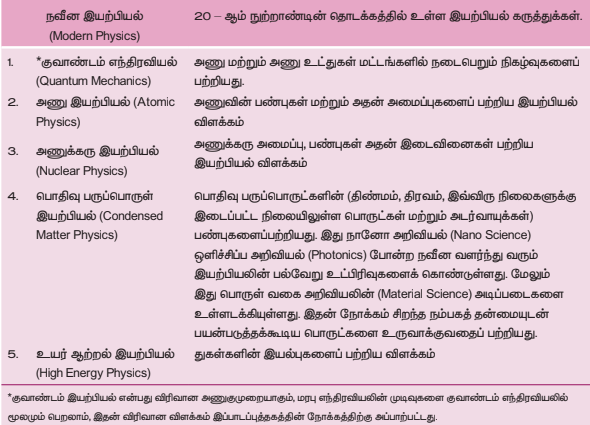 நவீன இயற்பியல்
(Modern Physics)
20 – ஆம் நூற்றாண்டின் தொடக்கத்தில் உள்ள இயற்பியல் கருத்துக்கள்.
1. *குவாண்டம் எந்திரவியல்
(Quantum Mechanics)
அணு மற்றும் அணு உட்துகள் மட்டங்களில் நடைபெறும் நிகழ்வுகளைப்
பற்றியது.
2. அணு இயற்பியல் (Atomic
Physics)
அணுவின் பண்புகள் மற்றும் அதன் அமைப்புகளைப் பற்றிய இயற்பியல்
விளக்கம்
3. அணுக்கரு இயற்பியல்
(Nuclear Physics)
அணுக்கரு அமைப்பு, பண்புகள் அதன் இடைவினைகள் பற்றிய
இயற்பியல் விளக்கம்
4. பொதிவு பருப்பொருள்
இயற்பியல் (Condensed
Matter Physics)
பொதிவு பருப்பொருட்களின் (திண்மம், திரவம், இவ்விரு நிலைகளுக்கு
இடைப்பட்ட நிலையிலுள்ள பொருட்கள் மற்றும் அடர்வாயுக்கள்)
பண்புகளைப்பற்றியது. இது நானோ அறிவியல் (Nano Science)
ஒளிச்சிப்ப அறிவியல் (Photonics) போன்ற நவீன வளர்ந்து வரும்
இயற்பியலின் பல்வேறு உட்பிரிவுகளைக் கொண்டுள்ளது. மேலும்
இது பொருள் வகை அறிவியலின் (Material Science) அடிப்படைகளை
உள்ளடக்கியுள்ளது. இதன் நோக்கம் சிறந்த நம்பகத் தன்மையுடன்
பயன்படுத்தக்கூடிய பொருட்களை உருவாக்குவதைப் பற்றியது.
5. உயர் ஆற்றல் இயற்பியல்
(High Energy Physics)
துகள்களின் இயல்புகளைப் பற்றிய விளக்கம்
*குவாண்டம் இயற்பியல் என்பது விரிவான அணுகுமுறையாகும், மரபு எந்திரவியலின் முடிவுகளை குவாண்டம் எந்திரவியலில்
மூலமும் பெறலாம், இதன் விரிவான விளக்கம் இப்பாடப்புத்தகத்தின் நோக்கத்திற்கு அப்பாற்பட்டது.